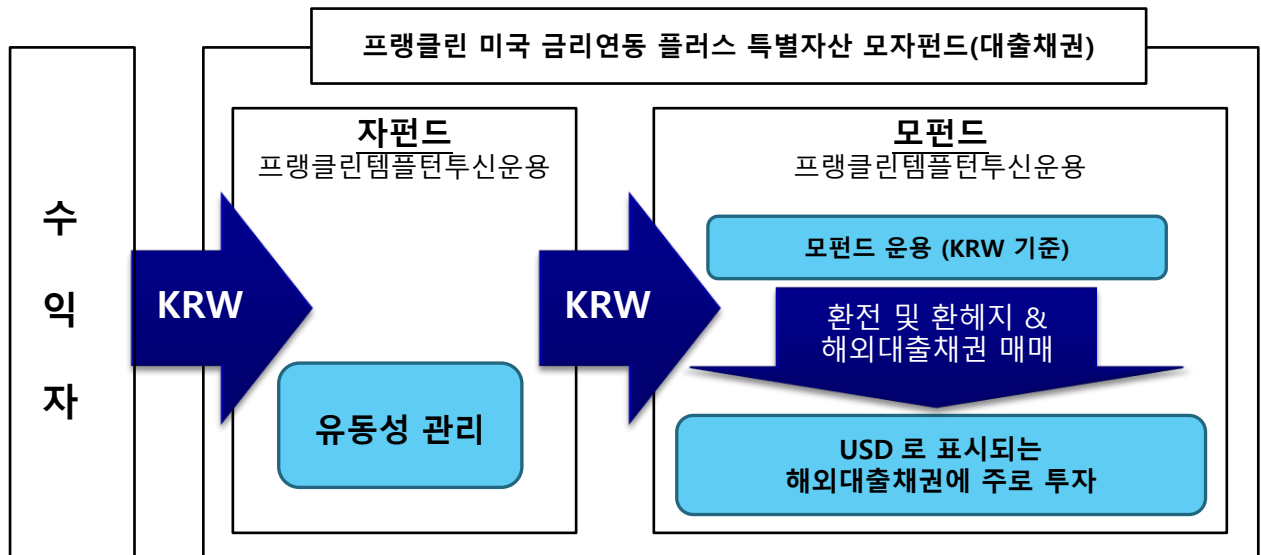 프랭클린 미국 금리연동 플러스 특별자산 모자펀드(대출채권)
수
익
자
KRW
자펀드
프랭클린템플턴투신운용
유동성 관리
KRW
모펀드
프랭클린템플턴투신운용
모펀드 운용 (KRW 기준)
환전 및 환헤지 &
해외대출채권 매매
USD 로 표시되는
해외대출채권에 주로 투자